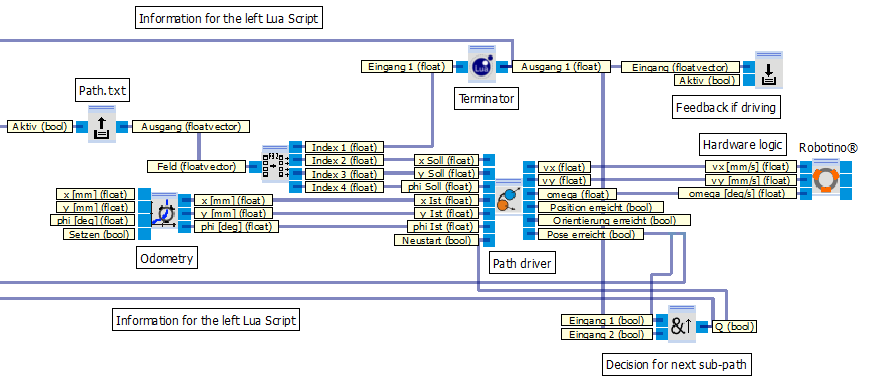 Information for the left Lua Script
Eingang 1 (float)
Lua
Ausgang 1 (float)
Eingang (floatvector)
Aktiv (bool)
Terminator
Feedback if driving
Path.txt
Aktiv (bool)
Ausgang (floatvector)
Feld (floatvector)
Index 1 (float)
Index 2 (float)
Index 3 (float)
Index 4 (float)
x Soll (float)
y Soll (float)
phi Soll (float)
x Ist (float)
y Ist (float)
phi Ist (float)
Neustart (bool)
Path driver
vx (float)
vy (float)
omega (float)
Position erreicht (bool)
Orientierung erreicht (bool)
Pose erreicht (bool)
Hardware logic
Robotino®
vx [mm/s] (float)
vy [mm/s] (float)
omega [deg/s] (float)
x [mm] (float)
y [mm] (float)
phi [deg] (float)
Setzen (bool)
x [mm] (float)
y [mm] (float)
phi [deg] (float)
Odometry
Information for the left Lua Script
Eingang 1 (bool)
Eingang 2 (bool)
&↑
Q (bool)
Decision for next sub-path